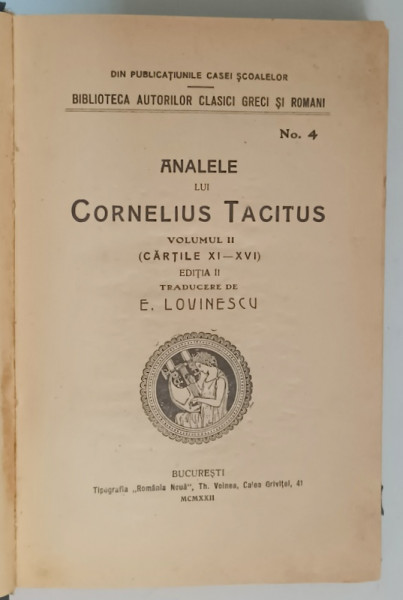 DIN PUBLICAȚIUNILE CASEI ȘCOALELOR
BIBLIOTECA AUTORILOR CLASICI GRECI ȘI ROMANI
No. 4
ANALELE
LUI
CORNELIUS TACITUS
VOLUMUL II
(CĂRȚILE XI—XVI)
EDIȚIA II
TRADUCERE DE
E. LOVINESCU
BUCUREȘTI
Tipografia „România Nouă", Th. Voinea, Calea Griviței, 41
MCMXXII